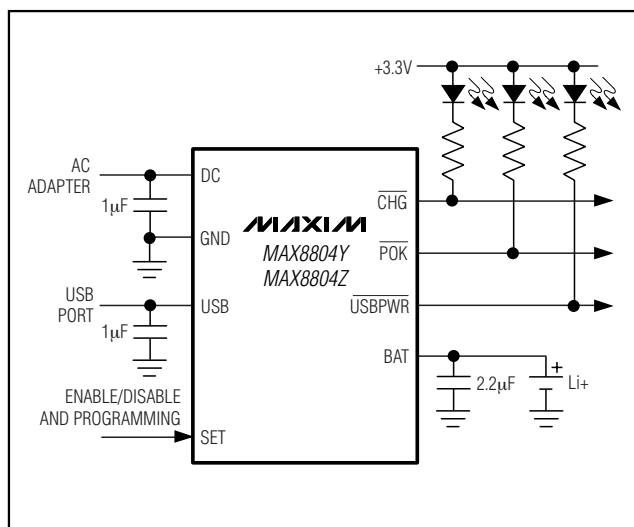 +3.3V
AC
ADAPTER
1μF
DC
GND
MAXIM
MAX8804Y
MAX8804Z
CHG
POK
USB
PORT
1μF
USB
USBPWR
BAT
2.2μF
+
Li+
ENABLE/DISABLE
AND PROGRAMMING
SET